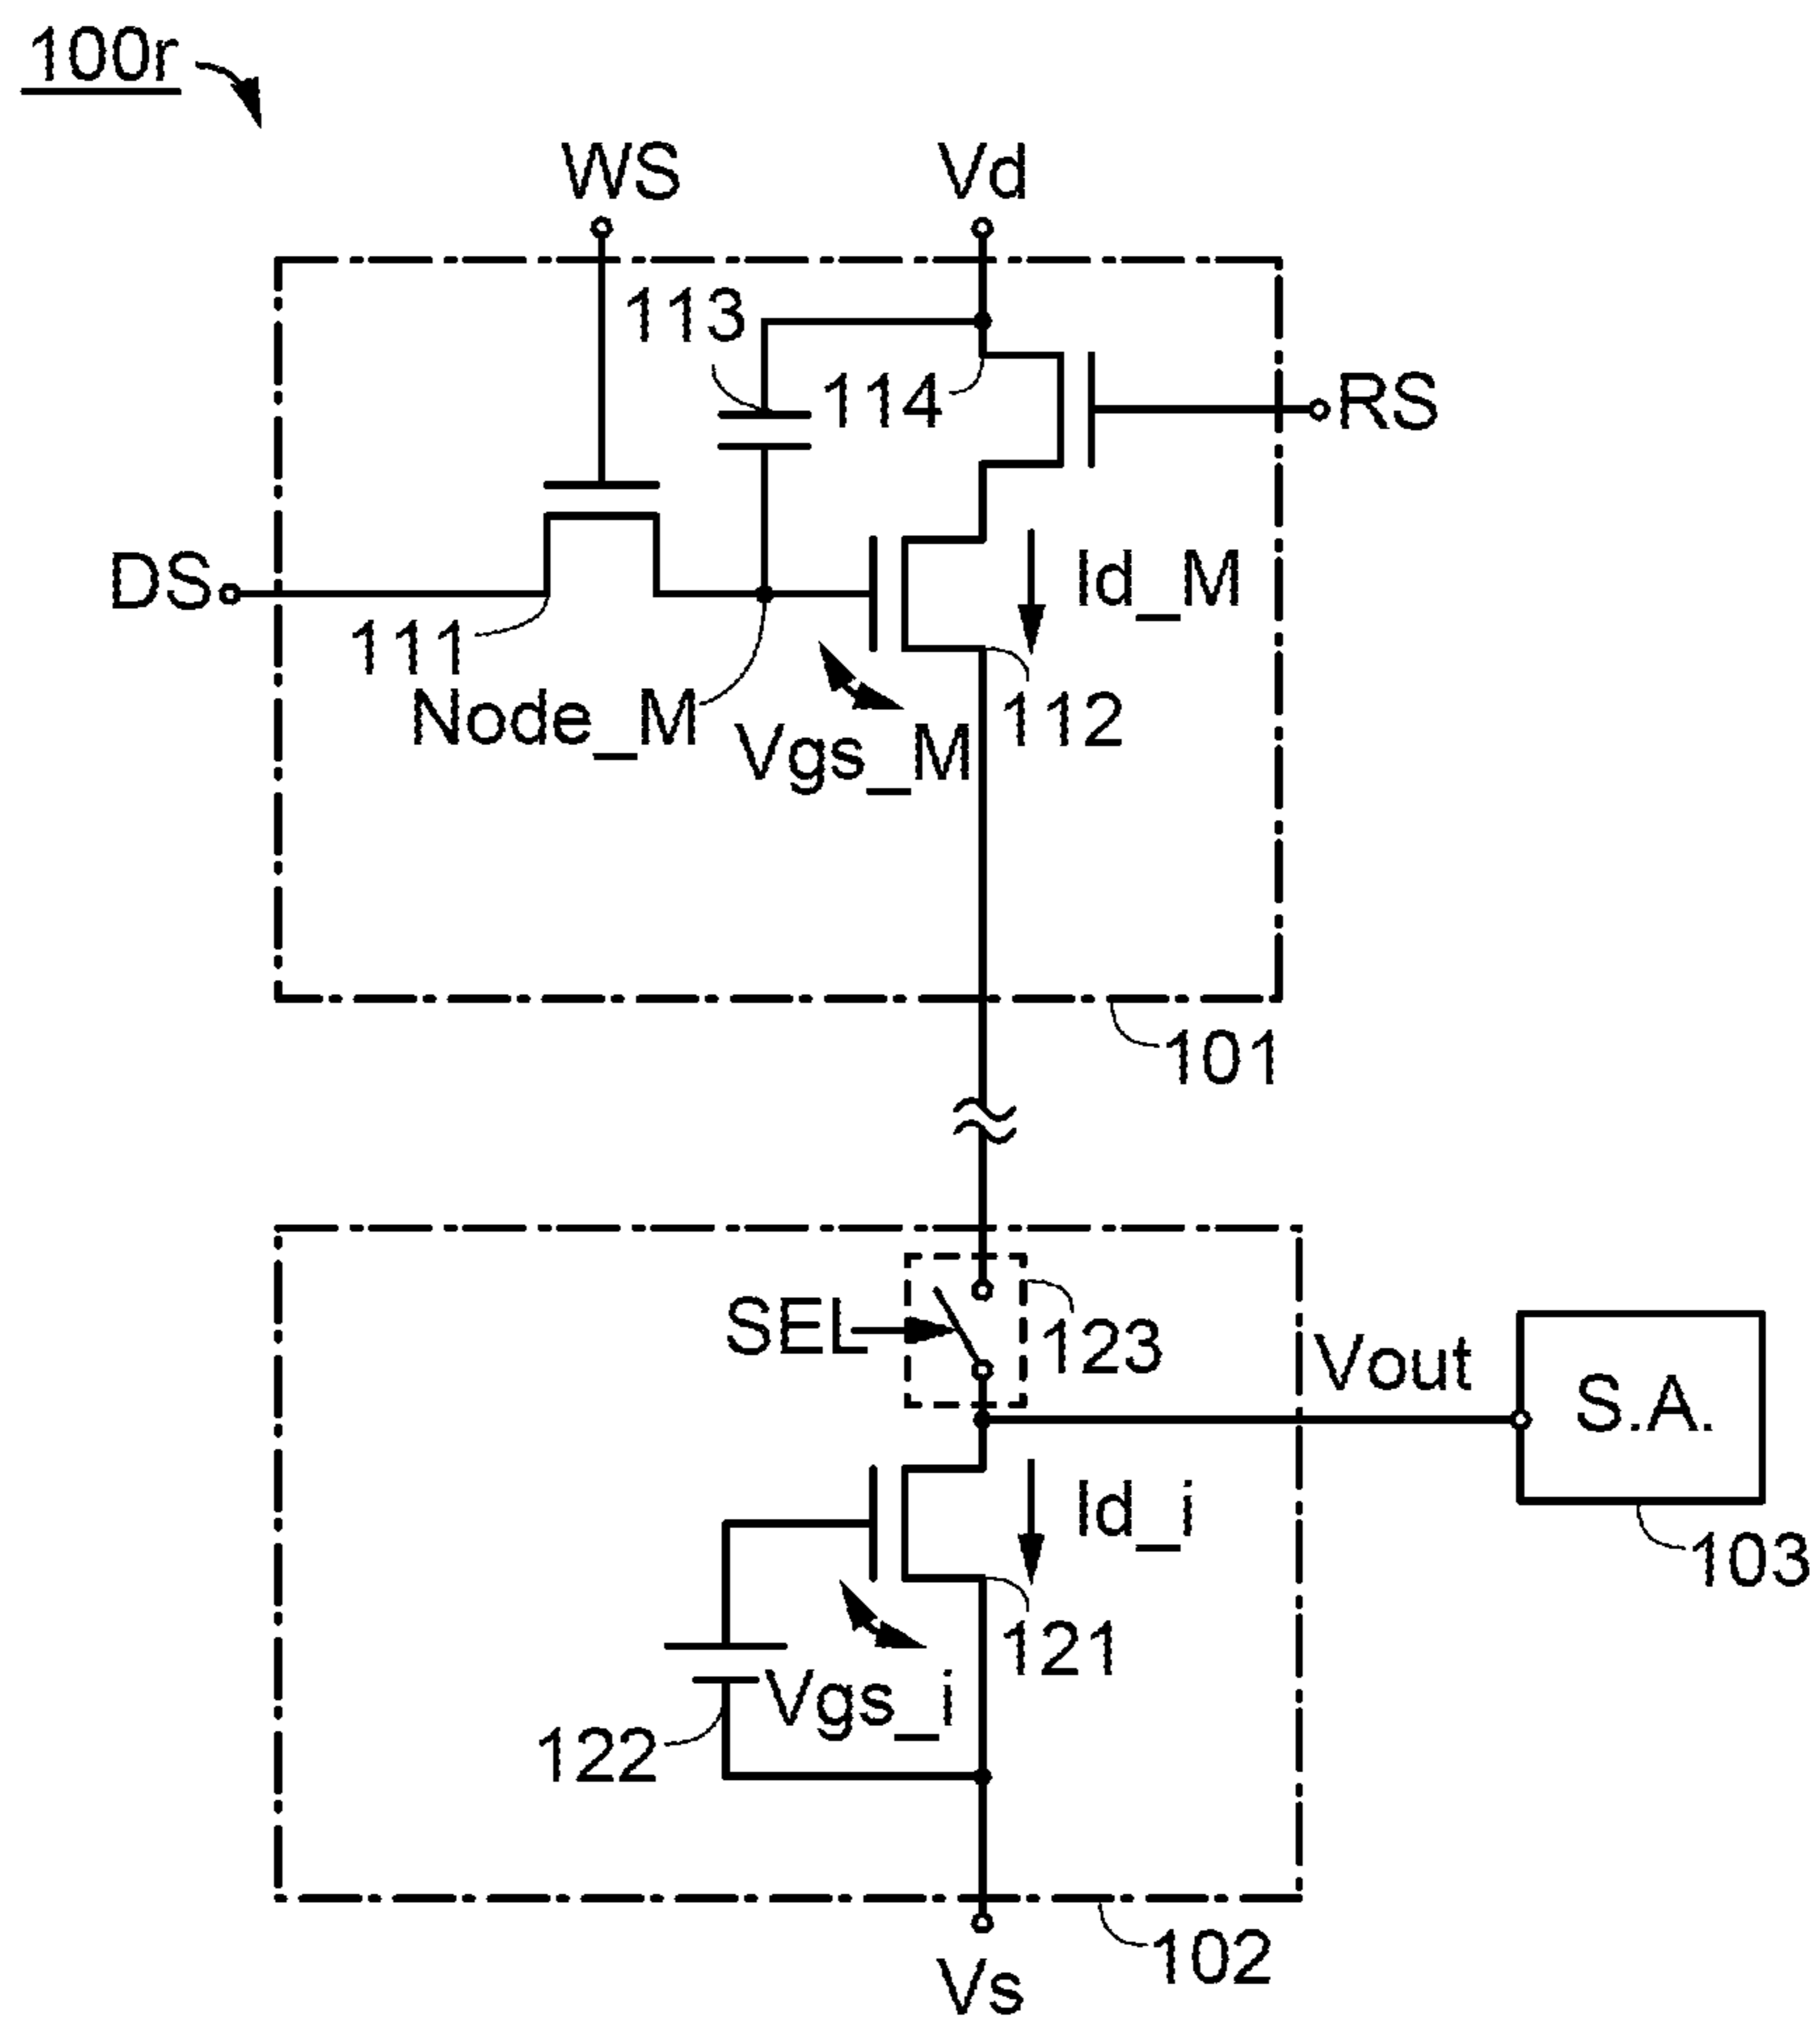 100r
WS
Vd
113
114
RS
DS
Id_M
111
Node_M
Vgs_M
112
101
SEL
123
Vout
S.A.
Id_i
103
121
Vgs_i
122
102
Vs